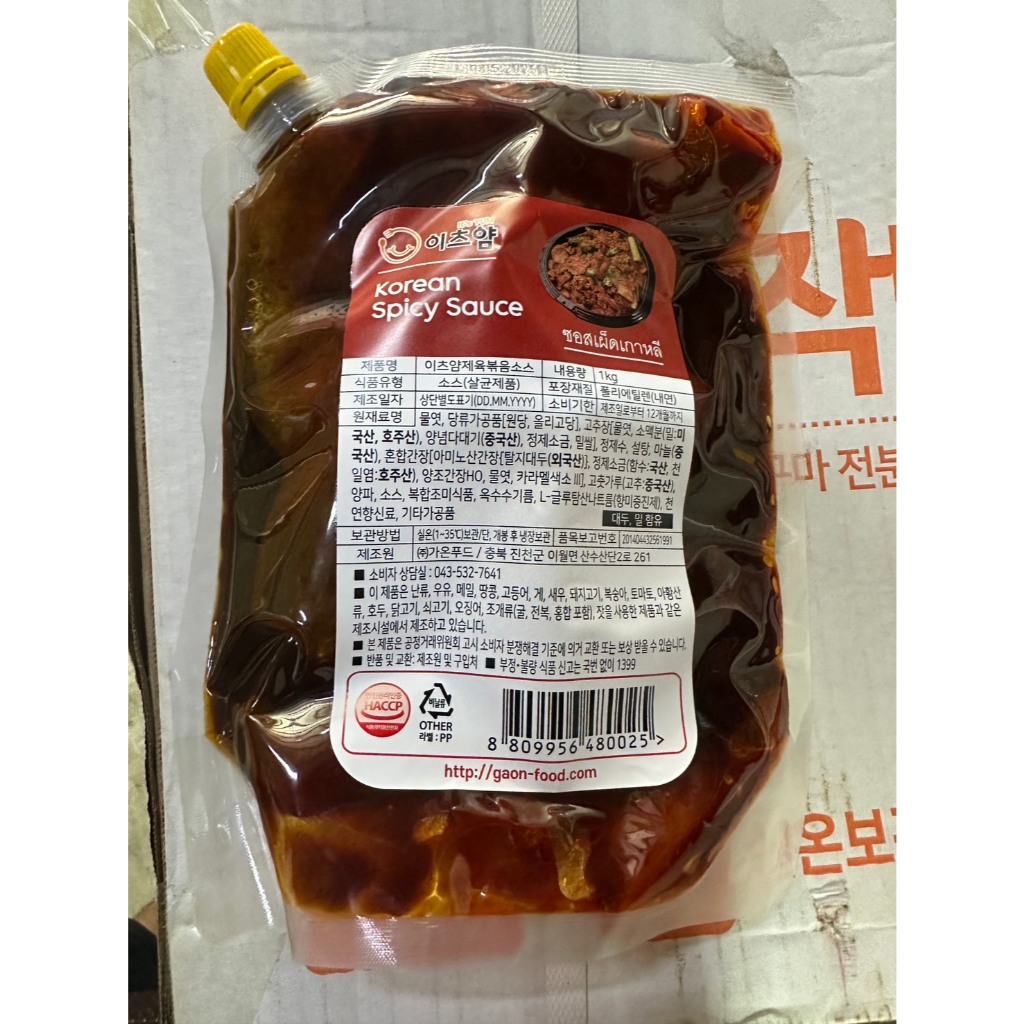 이츠얌
Korean
Spicy Sauce
ซอสเผ็ดเกาหลี
제품명 이츠얌제육볶음소스 내용량 1kg
식품유형 소스(살균제품) 포장재질 폴리에틸렌(내면)
제조일자 상단별도표기(DD,MM,YYYY) 소비기한 제조일로부터 12개월까지
원재료명 물엿, 당류가공품[원당, 올리고당], 고추장[물엿, 소맥분(밀:미
국산, 호주산), 양념다대기(중국산), 정제소금, 밀쌀], 정제수, 설탕, 마늘(중
국산), 혼합간장[아미노산간장{탈지대두(외국산)}, 정제소금(함수:국산, 천
일염:호주산), 양조간장HO, 물엿, 카라멜색소 III], 고춧가루(고추:중국산),
양파, 소스, 복합조미식품, 옥수수기름, L-글루탐산나트륨(향미증진제), 천
연향신료, 기타가공품
대두, 밀 함유
보관방법 실온(1~35℃)보관/단, 개봉 후 냉장보관 품목보고번호 201404432561991
제조원 ㈜가온푸드 / 충북 진천군 이월면 산수산단2로 261
■ 소비자 상담실 : 043-532-7641
■ 이 제품은 난류, 우유, 메밀, 땅콩, 고등어, 게, 새우, 돼지고기, 복숭아, 토마토, 아황산
류, 호두, 닭고기, 쇠고기, 오징어, 조개류(굴, 전복, 홍합 포함), 잣을 사용한 제품과 같은
제조시설에서 제조하고 있습니다.
■ 본 제품은 공정거래위원회 고시 소비자 분쟁해결 기준에 의거 교환 또는 보상 받을 수 있습니다.
■ 반품 및 교환: 제조원 및 구입처 ■ 부정•불량 식품 신고는 국번 없이 1399
HACCP
비닐류
OTHER
라벨 : PP
8 809956 480025 >
http://gaon-food.com
작
마 전분
온보